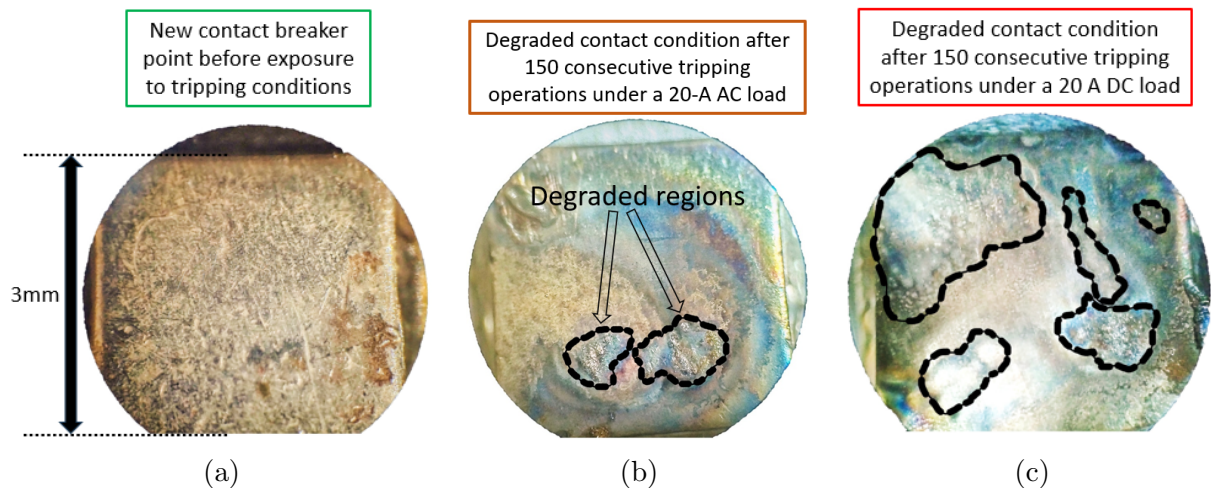 New contact breaker
point before exposure
to tripping conditions
Degraded contact condition after
150 consecutive tripping
operations under a 20-A AC load
Degraded contact condition
after 150 consecutive tripping
operations under a 20 A DC load
3mm
Degraded regions
(a)
(b)
(c)